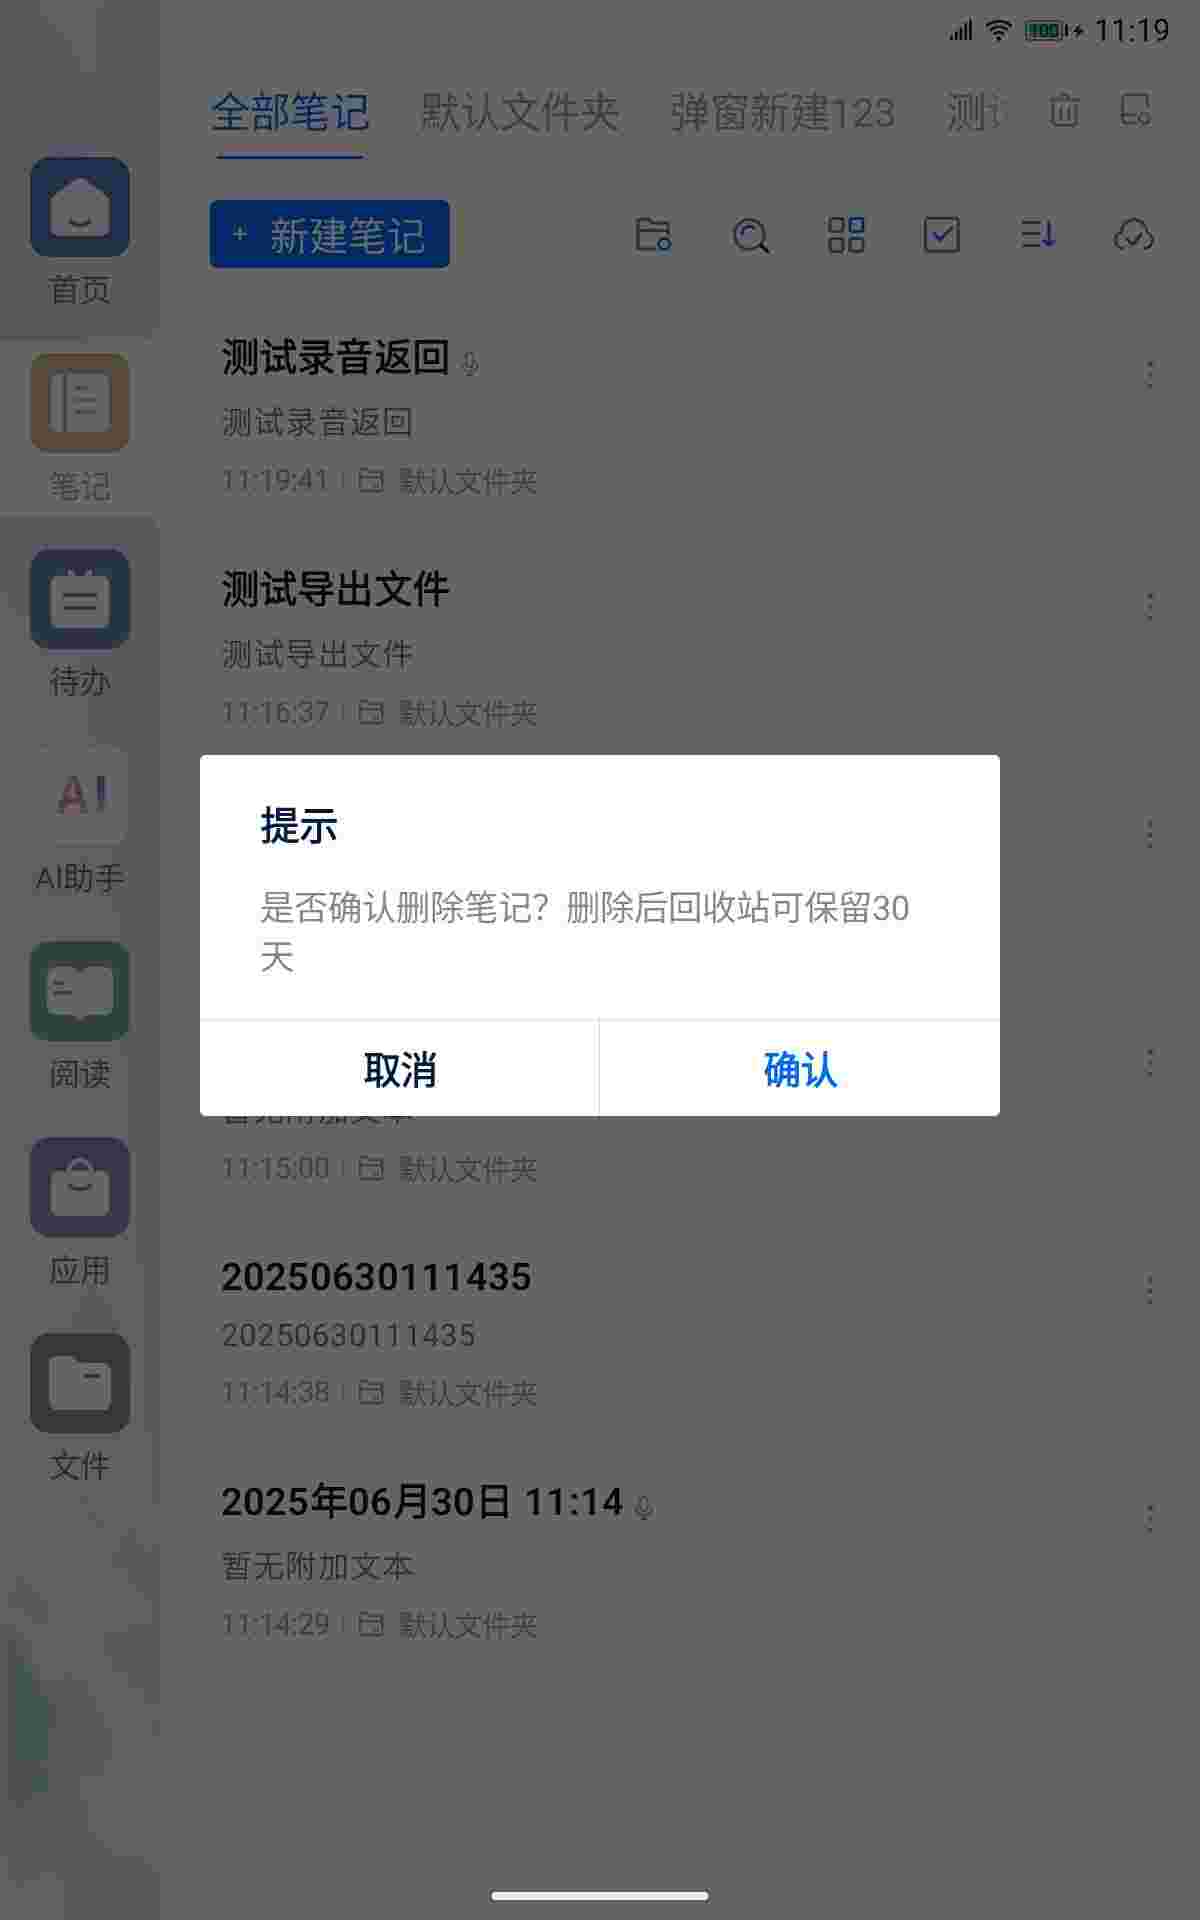 100 11:19
全部笔记 默认文件夹 弹窗新建123 测
+ 新建笔记
首页
笔记
待办
AI
AI助手
阅读
应用
文件
测试录音返回
测试录音返回
11:19:41 默认文件夹
测试导出文件
测试导出文件
11:16:37 默认文件夹
提示
是否确认删除笔记？删除后回收站可保留30
天
取消 确认
暂无附加文本
11:15:00 默认文件夹
20250630111435
20250630111435
11:14:38 默认文件夹
2025年06月30日 11:14
暂无附加文本
11:14:29 默认文件夹